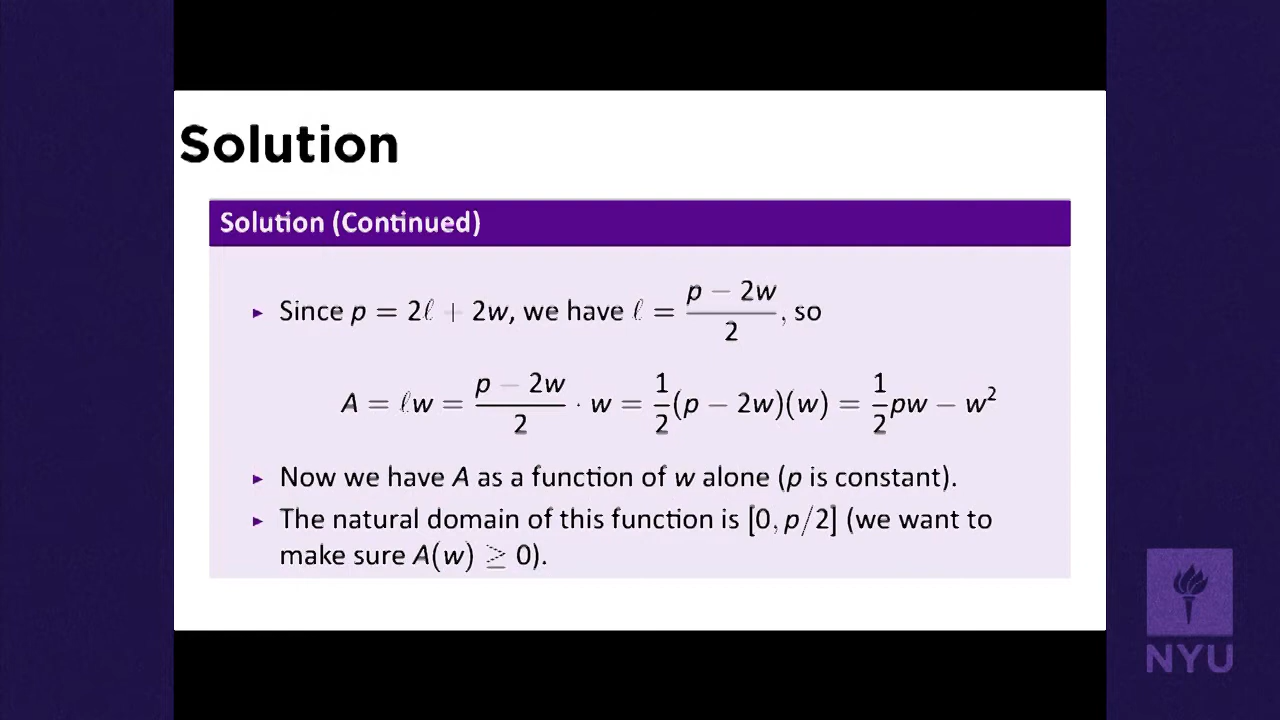 Solution
Solution (Continued)
▸ Since p = 2ℓ + 2w, we have ℓ = (p − 2w)/2, so
A = ℓw = (p − 2w)/2 · w = 1/2(p − 2w)(w) = 1/2pw − w²
▸ Now we have A as a function of w alone (p is constant).
▸ The natural domain of this function is [0, p/2] (we want to
make sure A(w) ≥ 0).
NYU